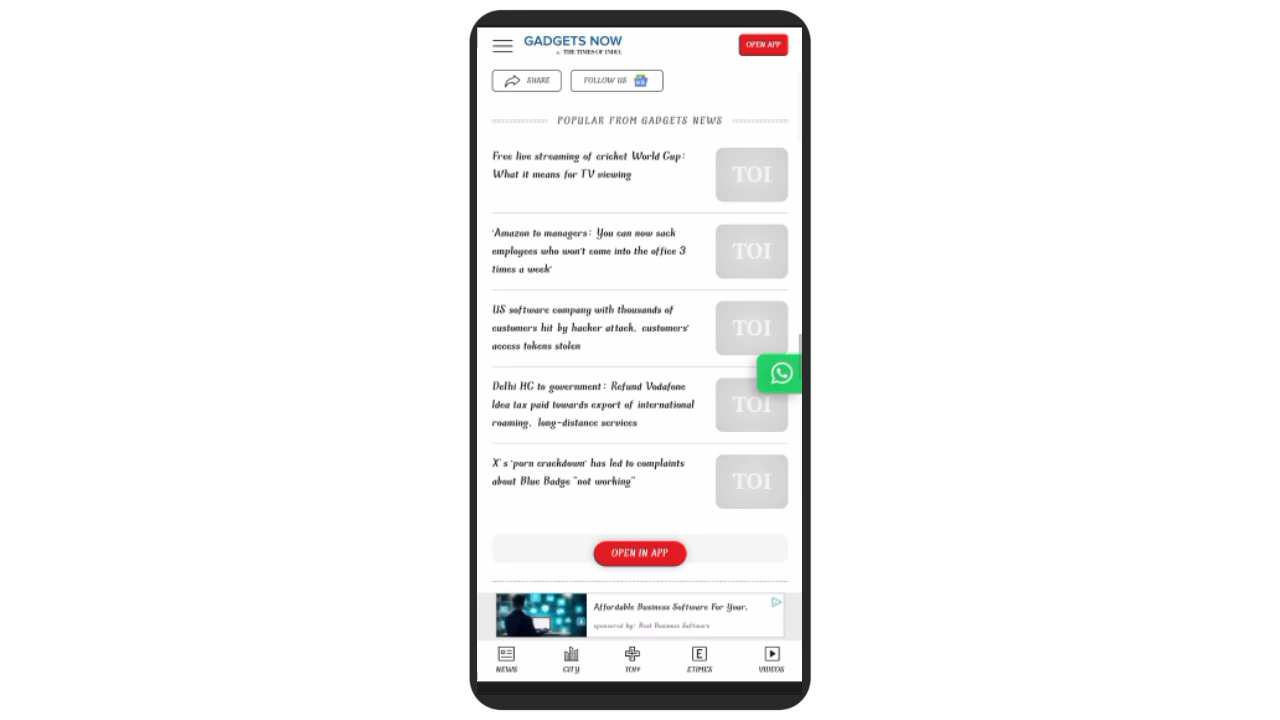 GADGETS NOW
by THE TIMES OF INDIA
OPEN APP
SHARE
FOLLOW US
POPULAR FROM GADGETS NEWS
Free live streaming of cricket World Cup:
What it means for TV viewing
TOI
'Amazon to managers: You can now sack
employees who won't come into the office 3
times a week'
TOI
US software company with thousands of
customers hit by hacker attack, customers'
access tokens stolen
TOI
Delhi HC to government: Refund Vodafone
Idea tax paid towards export of international
roaming, long-distance services
TOI
X's 'porn crackdown' has led to complaints
about Blue Badge "not working"
TOI
OPEN IN APP
Affordable Business Software For Your.
sponsored by: Best Business Software
NEWS
CITY
TOI+
ETIMES
VIDEOS